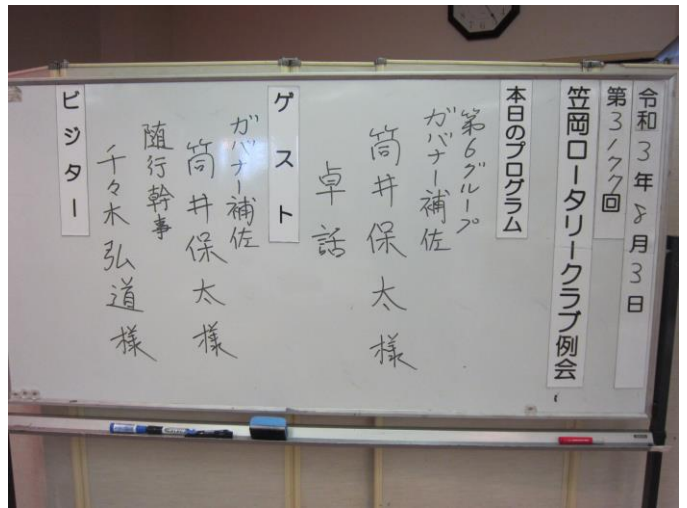 令和3年8月3日
第3177回
笠岡ロータリークラブ例会
本日のプログラム
第6グループ
ガバナー補佐
筒井保太様
卓話
ゲスト
ガバナー補佐
筒井保太様
随行幹事
千々木弘道様
ビジター